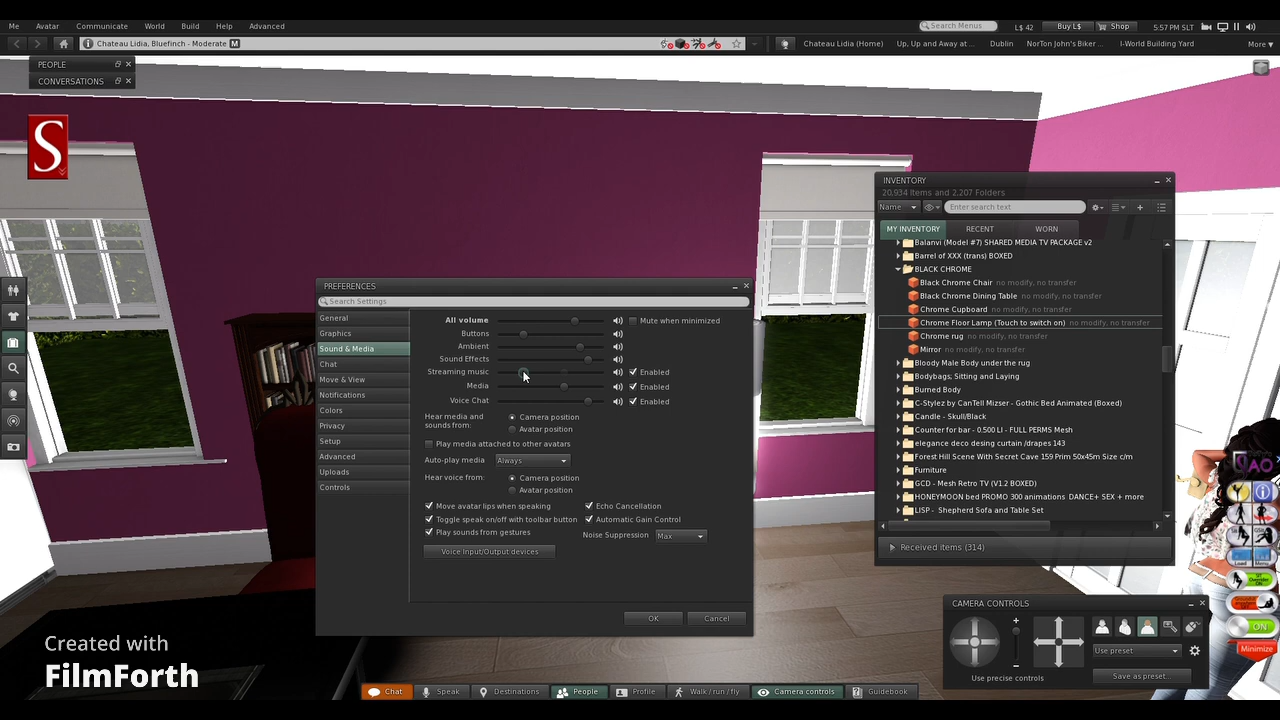 Me Avatar Communicate World Build Help Advanced
Search Menus L$ 42 Buy L$ Shop 5:57 PM SLT
Chateau Lidia, Bluefinch - Moderate M
Chateau Lidia (Home) Up, Up and Away at ... Dublin NorTon John's Biker ... I-World Building Yard More ▼
PEOPLE
CONVERSATIONS
S
PREFERENCES
Search Settings
General
Graphics
Sound & Media
Chat
Move & View
Notifications
Colors
Privacy
Setup
Advanced
Uploads
Controls
All volume Mute when minimized
Buttons
Ambient
Sound Effects
Streaming music Enabled
Media Enabled
Voice Chat Enabled
Hear media and
sounds from:
Camera position
Avatar position
Play media attached to other avatars
Auto-play media Always
Hear voice from: Camera position
Avatar position
Move avatar lips when speaking Echo Cancellation
Toggle speak on/off with toolbar button Automatic Gain Control
Play sounds from gestures Noise Suppression Max
Voice Input/Output devices
OK Cancel
INVENTORY
20,934 Items and 2,207 Folders
Name Enter search text
MY INVENTORY RECENT WORN
Balanvi (Model #7) SHARED MEDIA TV PACKAGE v2
Barrel of XXX (trans) BOXED
BLACK CHROME
Black Chrome Chair no modify, no transfer
Black Chrome Dining Table no modify, no transfer
Chrome Cupboard no modify, no transfer
Chrome Floor Lamp (Touch to switch on) no modify, no transfer
Chrome rug no modify, no transfer
Mirror no modify, no transfer
Bloody Male Body under the rug
Bodybags; Sitting and Laying
Burned Body
C-Stylez by CanTell Mizser - Gothic Bed Animated (Boxed)
Candle - Skull/Black
Counter for bar - 0.500 LI - FULL PERMS Mesh
elegance deco desing curtain /drapes 143
Forest Hill Scene With Secret Cave 159 Prim 50x45m Size c/m
Furniture
GCD - Mesh Retro TV (V1.2 BOXED)
HONEYMOON bed PROMO 300 animations DANCE+ SEX + more
LISP - Shepherd Sofa and Table Set
Received items (314)
CAMERA CONTROLS
Use preset
Use precise controls Save as preset...
AO
Load Menu
ON
Minimize
Created with
FilmForth
Chat Speak Destinations People Profile Walk / run / fly Camera controls Guidebook